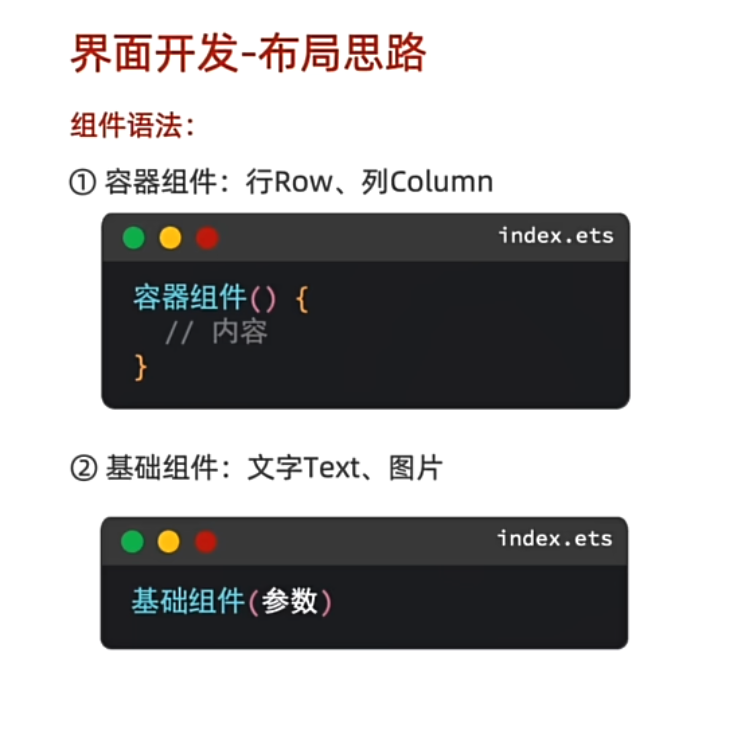 界面开发-布局思路
组件语法：
① 容器组件：行Row、列Column
index.ets
容器组件() {
// 内容
}
② 基础组件：文字Text、图片
index.ets
基础组件(参数)